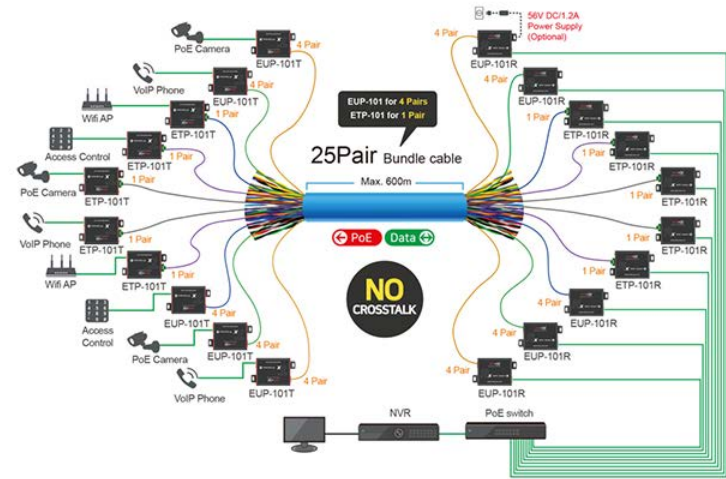 56V DC/1.2A
Power Supply
(Optional)
4 Pair
PoE Camera
EUP-101T
4 Pair
EUP-101R
4 Pair
VoIP Phone
EUP-101T
4 Pair
EUP-101R
Wifi AP
1 Pair
ETP-101T
EUP-101 for 4 Pairs
ETP-101 for 1 Pair
1 Pair
ETP-101R
Access Control
1 Pair
ETP-101T
25Pair Bundle cable
1 Pair
ETP-101R
PoE Camera
1 Pair
ETP-101T
Max. 600m
1 Pair
ETP-101R
VoIP Phone
1 Pair
ETP-101T
PoE
Data
1 Pair
ETP-101R
Wifi AP
1 Pair
ETP-101T
1 Pair
ETP-101R
NO
CROSSTALK
Access
Control
4 Pair
EUP-101T
4 Pair
EUP-101R
PoE Camera
4 Pair
EUP-101T
4 Pair
EUP-101R
VoIP Phone
4 Pair
EUP-101T
4 Pair
EUP-101R
NVR
PoE switch